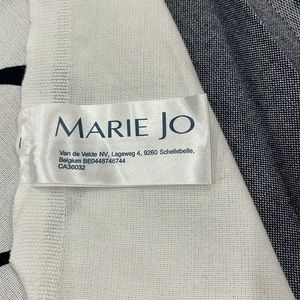 MARIE JO
Van de Velde NV, Lageweg 4, 9260 Schellebelle,
Belgium BE0448746744
CA36032